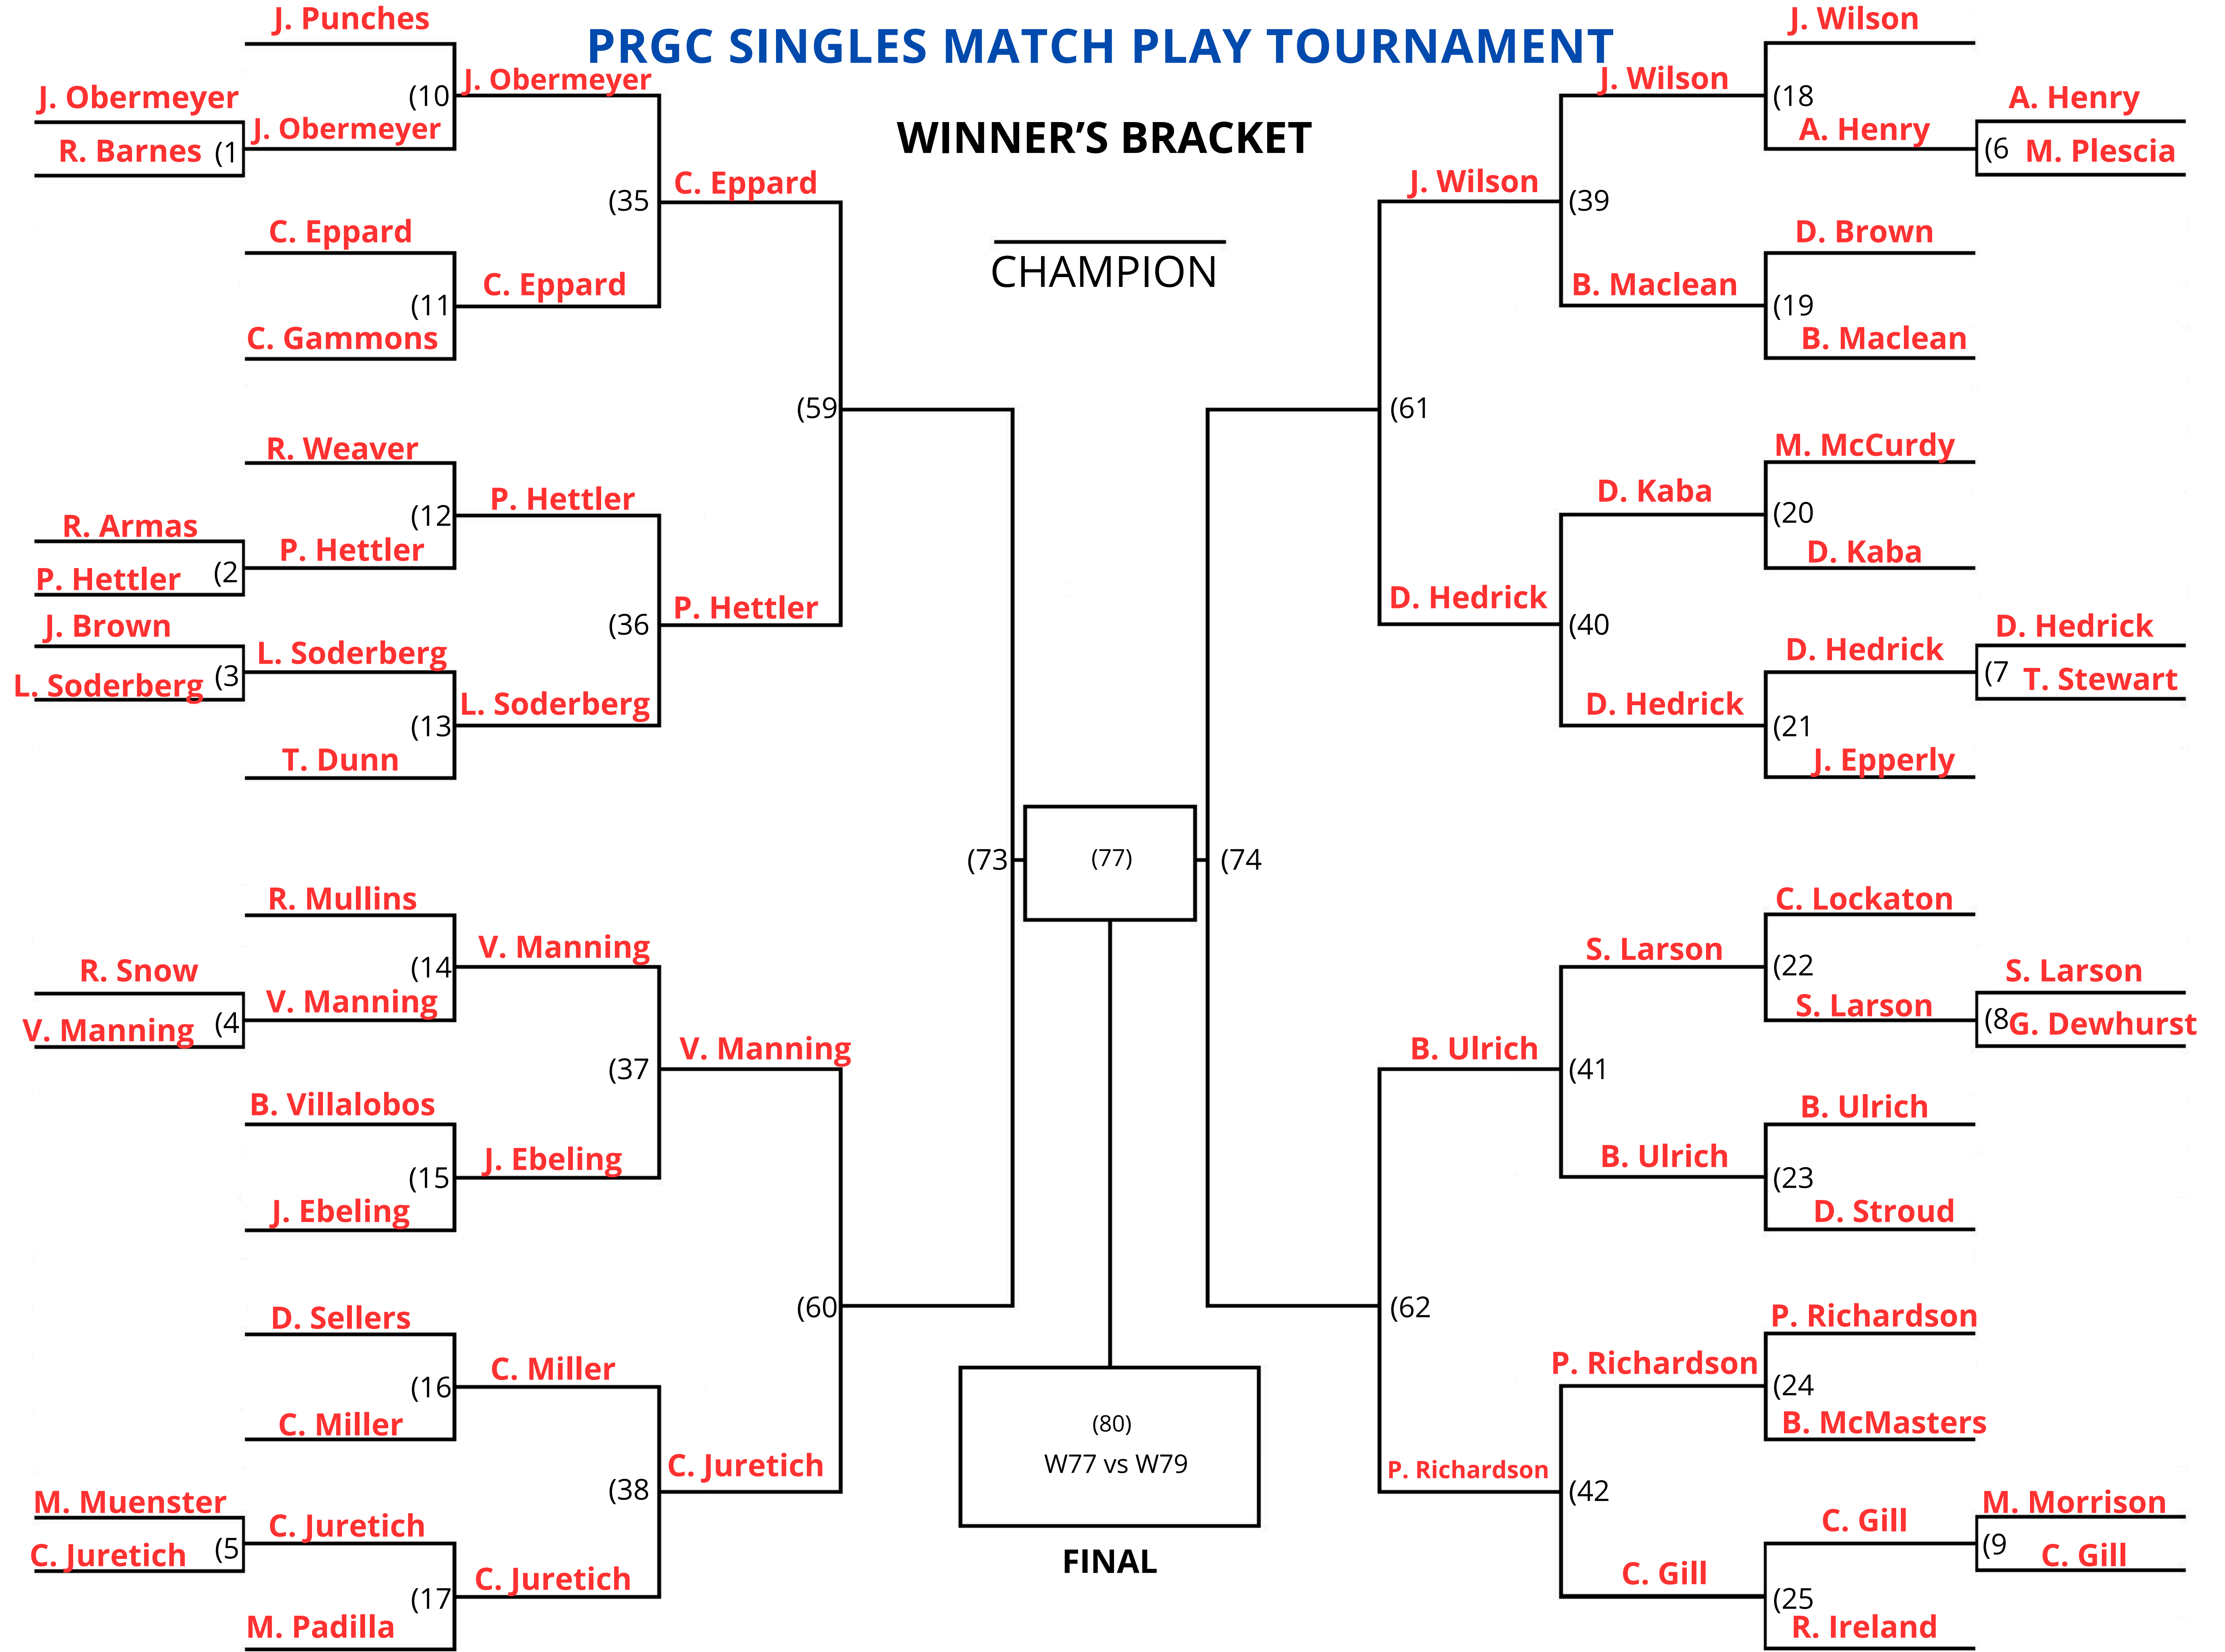 PRGC SINGLES MATCH PLAY TOURNAMENT
WINNER’S BRACKET
CHAMPION
J. Punches
J. Obermeyer
R. Barnes
(1
J. Obermeyer
(10
J. Obermeyer
C. Eppard
(11
C. Gammons
C. Eppard
(35
C. Eppard
R. Weaver
R. Armas
P. Hettler
(2
P. Hettler
(12
P. Hettler
J. Brown
L. Soderberg
(3
L. Soderberg
(13
T. Dunn
L. Soderberg
(36
P. Hettler
(59
R. Mullins
R. Snow
V. Manning
(4
V. Manning
(14
V. Manning
B. Villalobos
(15
J. Ebeling
J. Ebeling
(37
V. Manning
D. Sellers
(16
C. Miller
C. Miller
M. Muenster
C. Juretich
(5
C. Juretich
(17
M. Padilla
C. Juretich
(38
C. Juretich
(60
(73
(77)
(74
(80)
W77 vs W79
FINAL
J. Wilson
J. Wilson
(18
A. Henry
A. Henry
(6
M. Plescia
J. Wilson
(39
D. Brown
B. Maclean
(19
B. Maclean
(61
M. McCurdy
D. Kaba
(20
D. Kaba
D. Hedrick
(40
D. Hedrick
D. Hedrick
(7
T. Stewart
D. Hedrick
(21
J. Epperly
C. Lockaton
S. Larson
(22
S. Larson
S. Larson
(8
G. Dewhurst
B. Ulrich
(41
B. Ulrich
B. Ulrich
(23
D. Stroud
(62
P. Richardson
P. Richardson
(24
B. McMasters
P. Richardson
(42
C. Gill
M. Morrison
(9
C. Gill
C. Gill
(25
R. Ireland